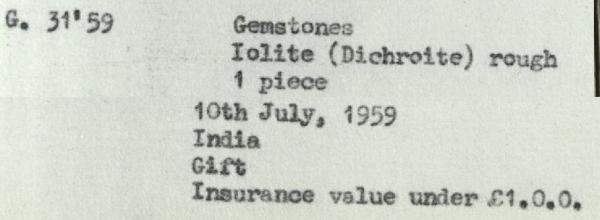 G. 31'59 Gemstones
Iolite (Dichroite) rough
1 piece
10th July, 1959
India
Gift
Insurance value under £1.0.0.